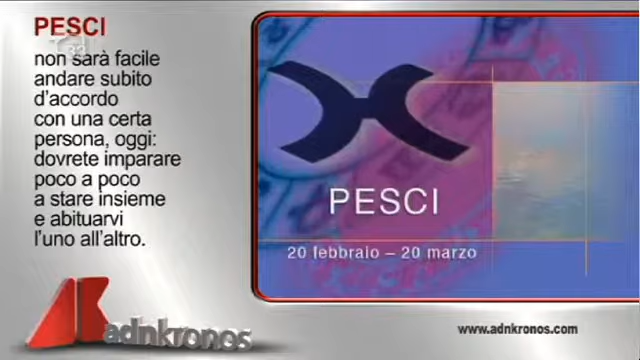 PESCI
non sarà facile
andare subito
d'accordo
con una certa
persona, oggi:
dovrete imparare
poco a poco
a stare insieme
e abituarvi
l'uno all'altro.
PESCI
20 febbraio – 20 marzo
adnkronos
www.adnkronos.com